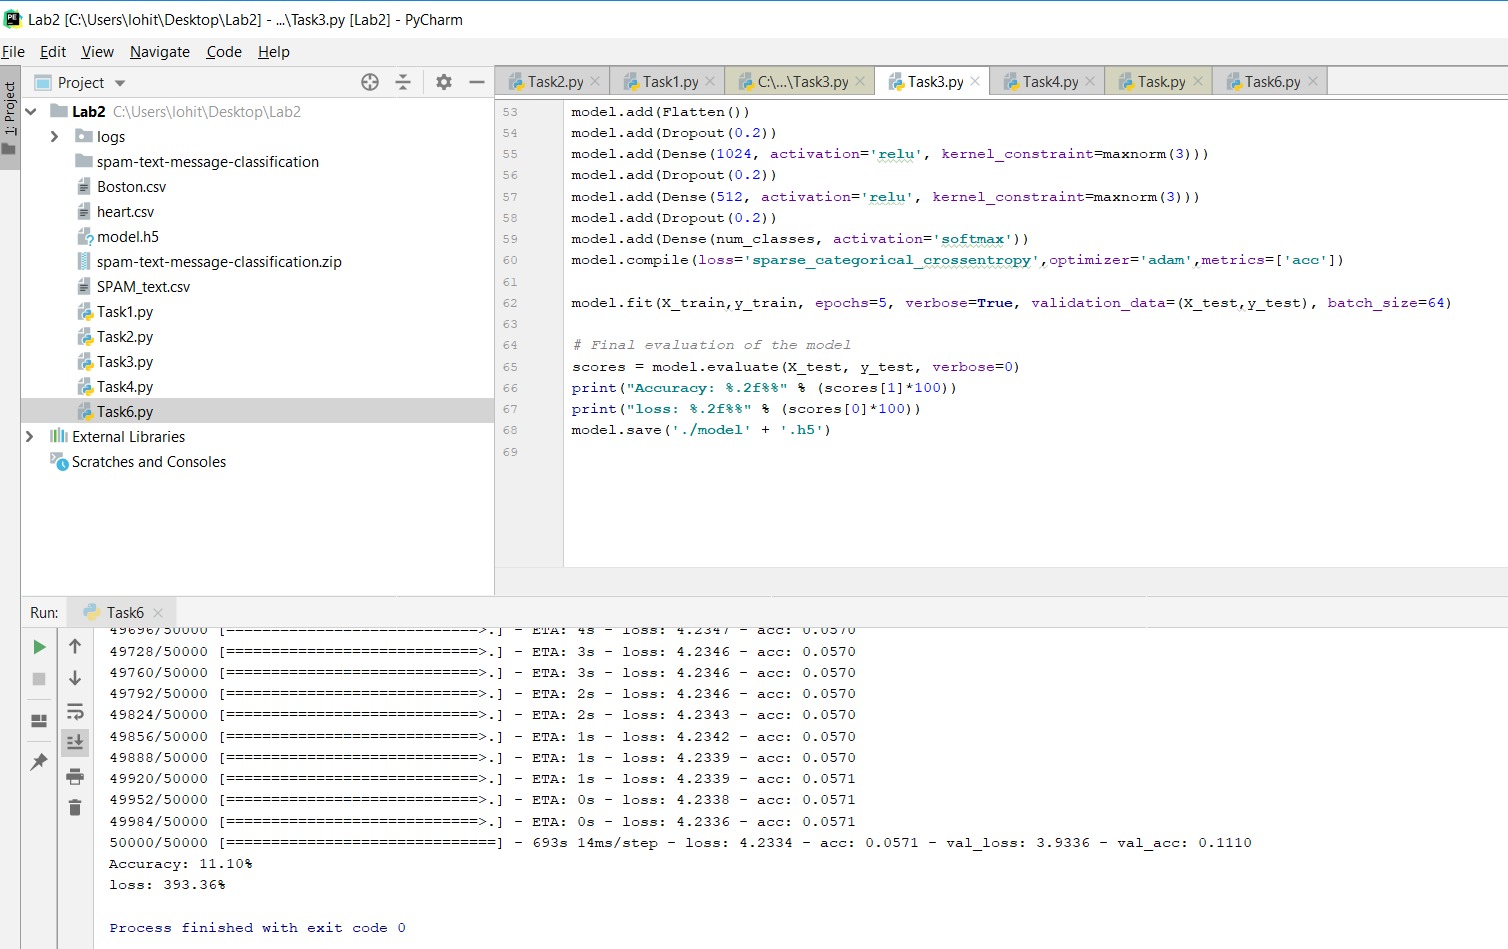 Lab2 [C:\Users\lohit\Desktop\Lab2] - ...\Task3.py [Lab2] - PyCharm
File Edit View Navigate Code Help
1: Project
Project
Lab2 C:\Users\lohit\Desktop\Lab2
logs
spam-text-message-classification
Boston.csv
heart.csv
model.h5
spam-text-message-classification.zip
SPAM_text.csv
Task1.py
Task2.py
Task3.py
Task4.py
Task6.py
External Libraries
Scratches and Consoles
Task2.py Task1.py C:\...\Task3.py Task3.py Task4.py Task.py Task6.py
53 model.add(Flatten())
54 model.add(Dropout(0.2))
55 model.add(Dense(1024, activation='relu', kernel_constraint=maxnorm(3)))
56 model.add(Dropout(0.2))
57 model.add(Dense(512, activation='relu', kernel_constraint=maxnorm(3)))
58 model.add(Dropout(0.2))
59 model.add(Dense(num_classes, activation='softmax'))
60 model.compile(loss='sparse_categorical_crossentropy',optimizer='adam',metrics=['acc'])
61
62 model.fit(X_train,y_train, epochs=5, verbose=True, validation_data=(X_test,y_test), batch_size=64)
63
64 # Final evaluation of the model
65 scores = model.evaluate(X_test, y_test, verbose=0)
66 print("Accuracy: %.2f%%" % (scores[1]*100))
67 print("loss: %.2f%%" % (scores[0]*100))
68 model.save('./model' + '.h5')
69
Run: Task6
49696/50000 [============================>.] - ETA: 4s - loss: 4.2347 - acc: 0.0570
49728/50000 [============================>.] - ETA: 3s - loss: 4.2346 - acc: 0.0570
49760/50000 [============================>.] - ETA: 3s - loss: 4.2346 - acc: 0.0570
49792/50000 [============================>.] - ETA: 2s - loss: 4.2346 - acc: 0.0570
49824/50000 [============================>.] - ETA: 2s - loss: 4.2343 - acc: 0.0570
49856/50000 [============================>.] - ETA: 1s - loss: 4.2342 - acc: 0.0570
49888/50000 [============================>.] - ETA: 1s - loss: 4.2339 - acc: 0.0570
49920/50000 [============================>.] - ETA: 1s - loss: 4.2339 - acc: 0.0571
49952/50000 [============================>.] - ETA: 0s - loss: 4.2338 - acc: 0.0571
49984/50000 [============================>.] - ETA: 0s - loss: 4.2336 - acc: 0.0571
50000/50000 [==============================] - 693s 14ms/step - loss: 4.2334 - acc: 0.0571 - val_loss: 3.9336 - val_acc: 0.1110
Accuracy: 11.10%
loss: 393.36%
Process finished with exit code 0